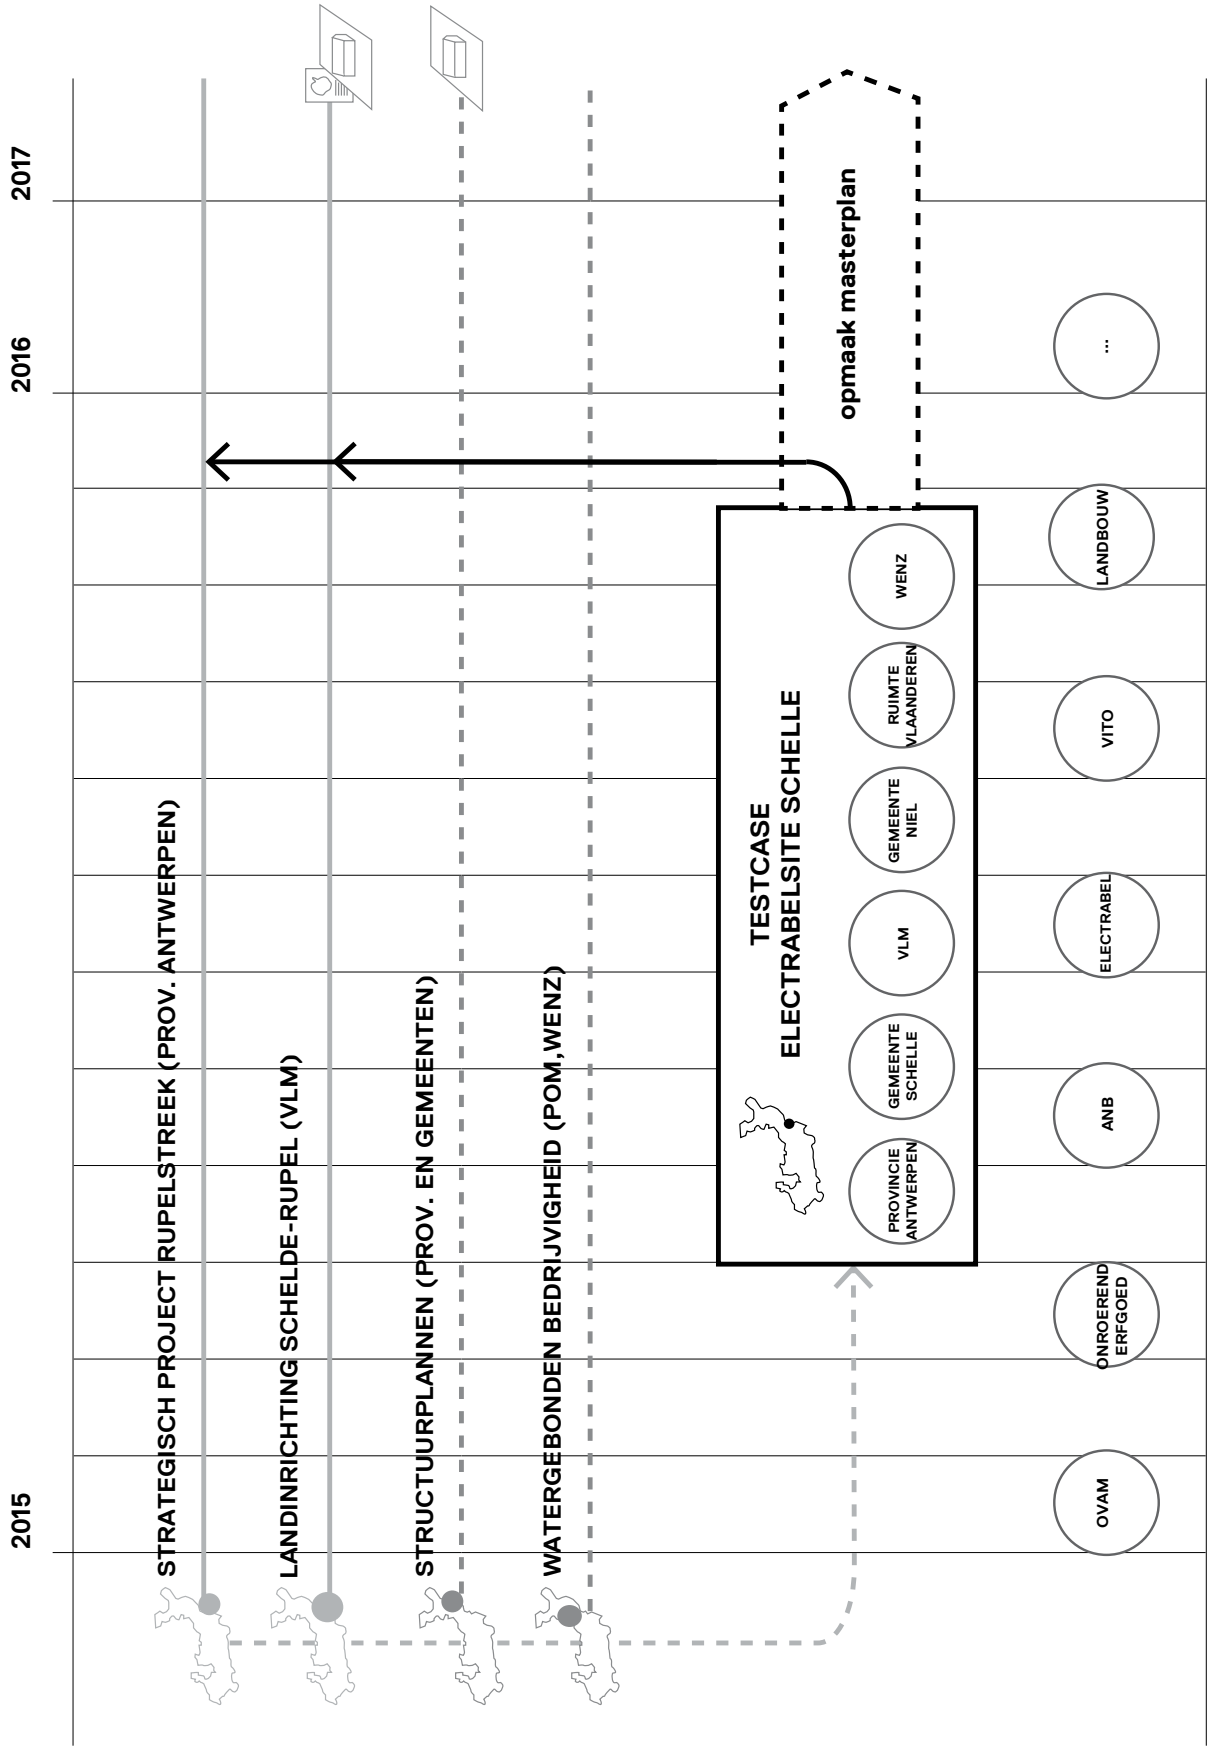 2015
2016
2017
STRATEGISCH PROJECT RUPELSTREEK (PROV. ANTWERPEN)
LANDINRICHTING SCHELDE-RUPEL (VLM)
STRUCTUURPLANNEN (PROV. EN GEMEENTEN)
WATERGEBONDEN BEDRIJVIGHEID (POM,WENZ)
TESTCASE
ELECTRABELSITE SCHELLE
opmaak masterplan
PROVINCIE
ANTWERPEN
GEMEENTE
SCHELLE
VLM
GEMEENTE
NIEL
RUIMTE
VLAANDEREN
WENZ
OVAM
ONROEREND
ERFGOED
ANB
ELECTRABEL
VITO
LANDBOUW
...